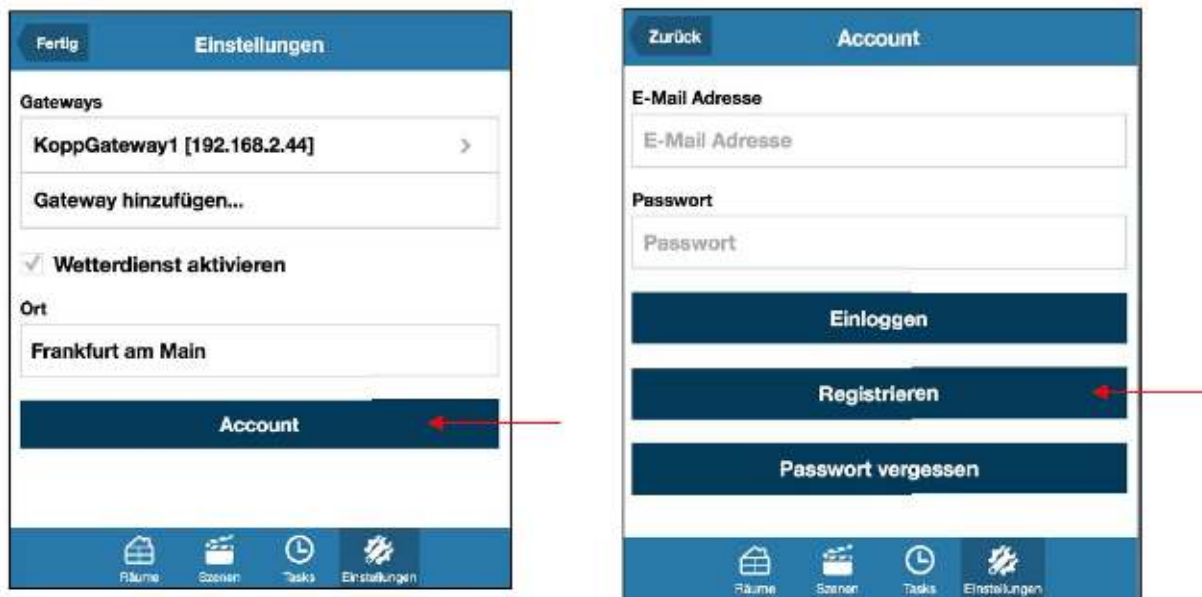 Fertig Einstellungen
Gateways
KoppGateway1 [192.168.2.44] >
Gateway hinzufügen...
Wetterdienst aktivieren
Ort
Frankfurt am Main
Account
Räume Szenen Tasks Einstellungen
Zurück Account
E-Mail Adresse
E-Mail Adresse
Passwort
Passwort
Einloggen
Registrieren
Passwort vergessen
Räume Szenen Tasks Einstellungen